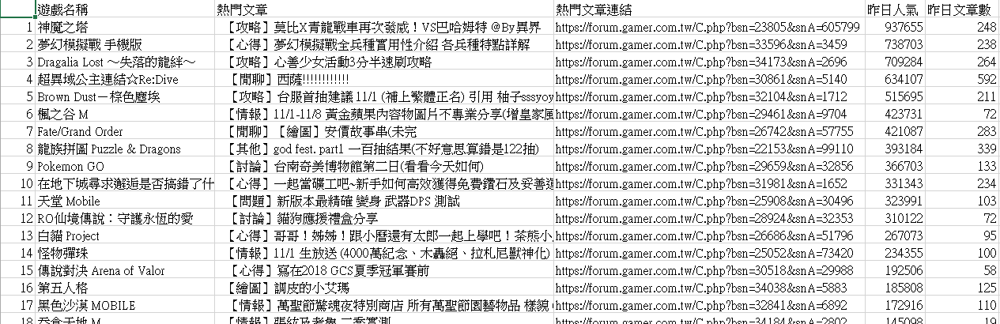 遊戲名稱 熱門文章 熱門文章連結 昨日人氣 昨日文章數
1 神魔之塔 【攻略】莫比X青龍戰車再次發威！VS巴哈姆特 @By異界 https://forum.gamer.com.tw/C.php?bsn=23805&snA=605799 937655 248
2 夢幻模擬戰 手機版 【心得】夢幻模擬戰全兵種實用性介紹 各兵種特點詳解 https://forum.gamer.com.tw/C.php?bsn=33596&snA=3459 738703 238
3 Dragalia Lost ～失落的龍絆～ 【攻略】心善少女活動3分半速刷攻略 https://forum.gamer.com.tw/C.php?bsn=34173&snA=2696 709284 264
4 超異域公主連結☆Re:Dive 【閒聊】西薩!!!!!!!!!!!! https://forum.gamer.com.tw/C.php?bsn=30861&snA=5140 634107 592
5 Brown Dust－棕色塵埃 【攻略】台服首抽建議 11/1 (補上繁體正名) 引用 柚子sssyoy https://forum.gamer.com.tw/C.php?bsn=32104&snA=1712 515695 211
6 楓之谷 M 【情報】11/1-11/8 黃金蘋果內容物圖片不專業分享(增皇家風 https://forum.gamer.com.tw/C.php?bsn=29461&snA=9704 423731 72
7 Fate/Grand Order 【閒聊】【繪圖】安價故事串(未完 https://forum.gamer.com.tw/C.php?bsn=26742&snA=57755 421087 283
8 龍族拼圖 Puzzle & Dragons 【其他】god fest. part1 一百抽結果(不好意思算錯是122抽) https://forum.gamer.com.tw/C.php?bsn=22153&snA=99110 393184 339
9 Pokemon GO 【討論】台南奇美博物館第二日(看看今天如何) https://forum.gamer.com.tw/C.php?bsn=29659&snA=32856 366703 133
10 在地下城尋求邂逅是否搞錯了什 【心得】一起當礦工吧~新手如何高效獲得免費鑽石及妥善運 https://forum.gamer.com.tw/C.php?bsn=31981&snA=1652 331343 234
11 天堂 Mobile 【問題】新版本最精確 變身 武器DPS 測試 https://forum.gamer.com.tw/C.php?bsn=25908&snA=30496 323991 103
12 RO仙境傳說：守護永恆的愛 【討論】貓狗應援禮盒分享 https://forum.gamer.com.tw/C.php?bsn=28924&snA=32353 310122 72
13 白貓 Project 【心得】哥哥！姊姊！跟小曆還有太郎一起上學吧！茶熊小 https://forum.gamer.com.tw/C.php?bsn=26686&snA=51796 267073 95
14 怪物彈珠 【情報】11/1 生放送 (4000萬紀念、木轟絕、拉札尼獸神化) https://forum.gamer.com.tw/C.php?bsn=25052&snA=73420 234355 100
15 傳說對決 Arena of Valor 【心得】寫在2018 GCS夏季冠軍賽前 https://forum.gamer.com.tw/C.php?bsn=30518&snA=29988 192506 58
16 第五人格 【繪圖】調皮的小艾瑪 https://forum.gamer.com.tw/C.php?bsn=34038&snA=5883 185808 125
17 黑色沙漠 MOBILE 【情報】萬聖節驚魂夜特別商店 所有萬聖節園藝物品 樣貌 https://forum.gamer.com.tw/C.php?bsn=32841&snA=6892 172916 110
18 吞食天地 M 【情報】 https://forum.gamer.com.tw/C.php?bsn=34184&snA=2802 145098 19